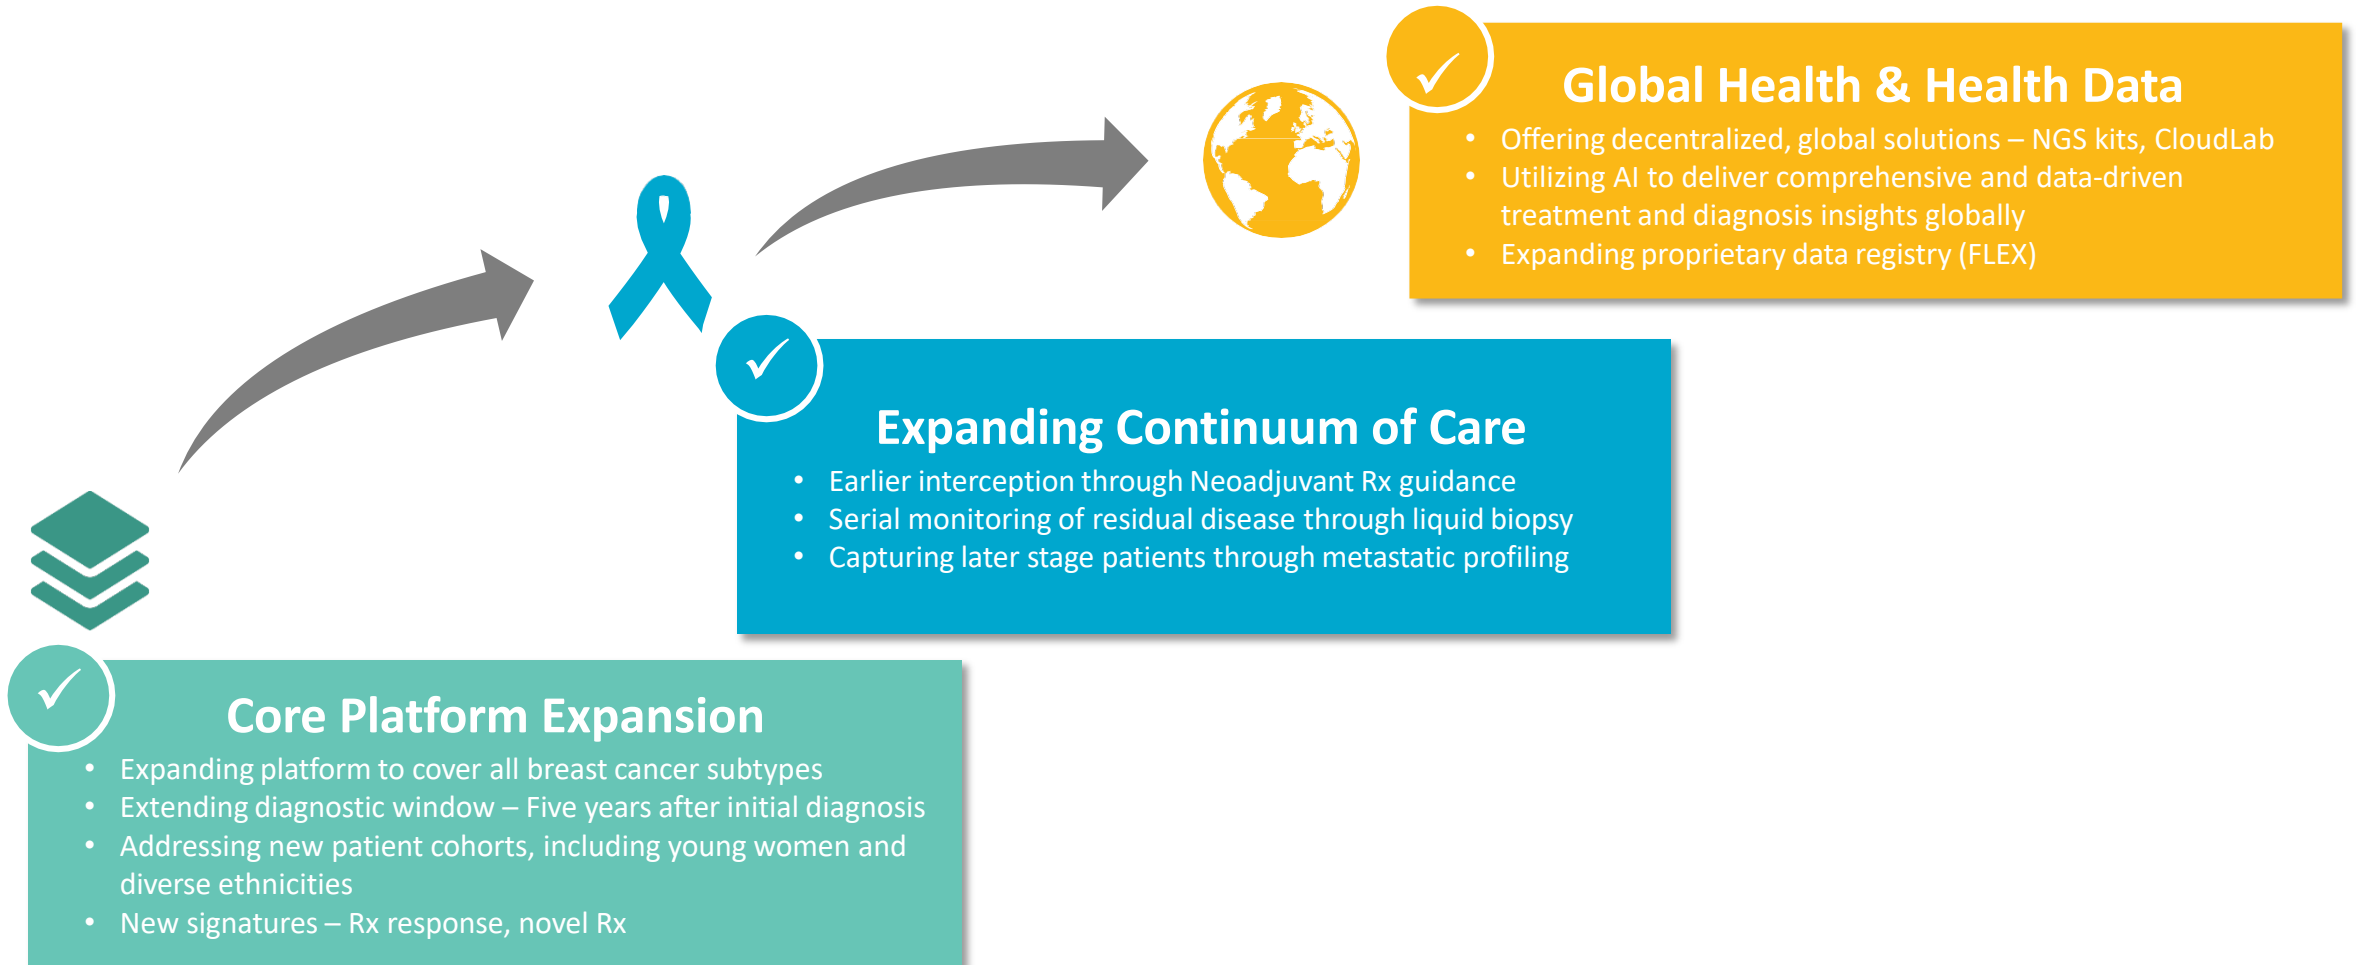 Global Health & Health Data
• Offering decentralized, global solutions – NGS kits, CloudLab
• Utilizing AI to deliver comprehensive and data-driven
treatment and diagnosis insights globally
• Expanding proprietary data registry (FLEX)
Expanding Continuum of Care
• Earlier interception through Neoadjuvant Rx guidance
• Serial monitoring of residual disease through liquid biopsy
• Capturing later stage patients through metastatic profiling
Core Platform Expansion
• Expanding platform to cover all breast cancer subtypes
• Extending diagnostic window – Five years after initial diagnosis
• Addressing new patient cohorts, including young women and
diverse ethnicities
• New signatures – Rx response, novel Rx